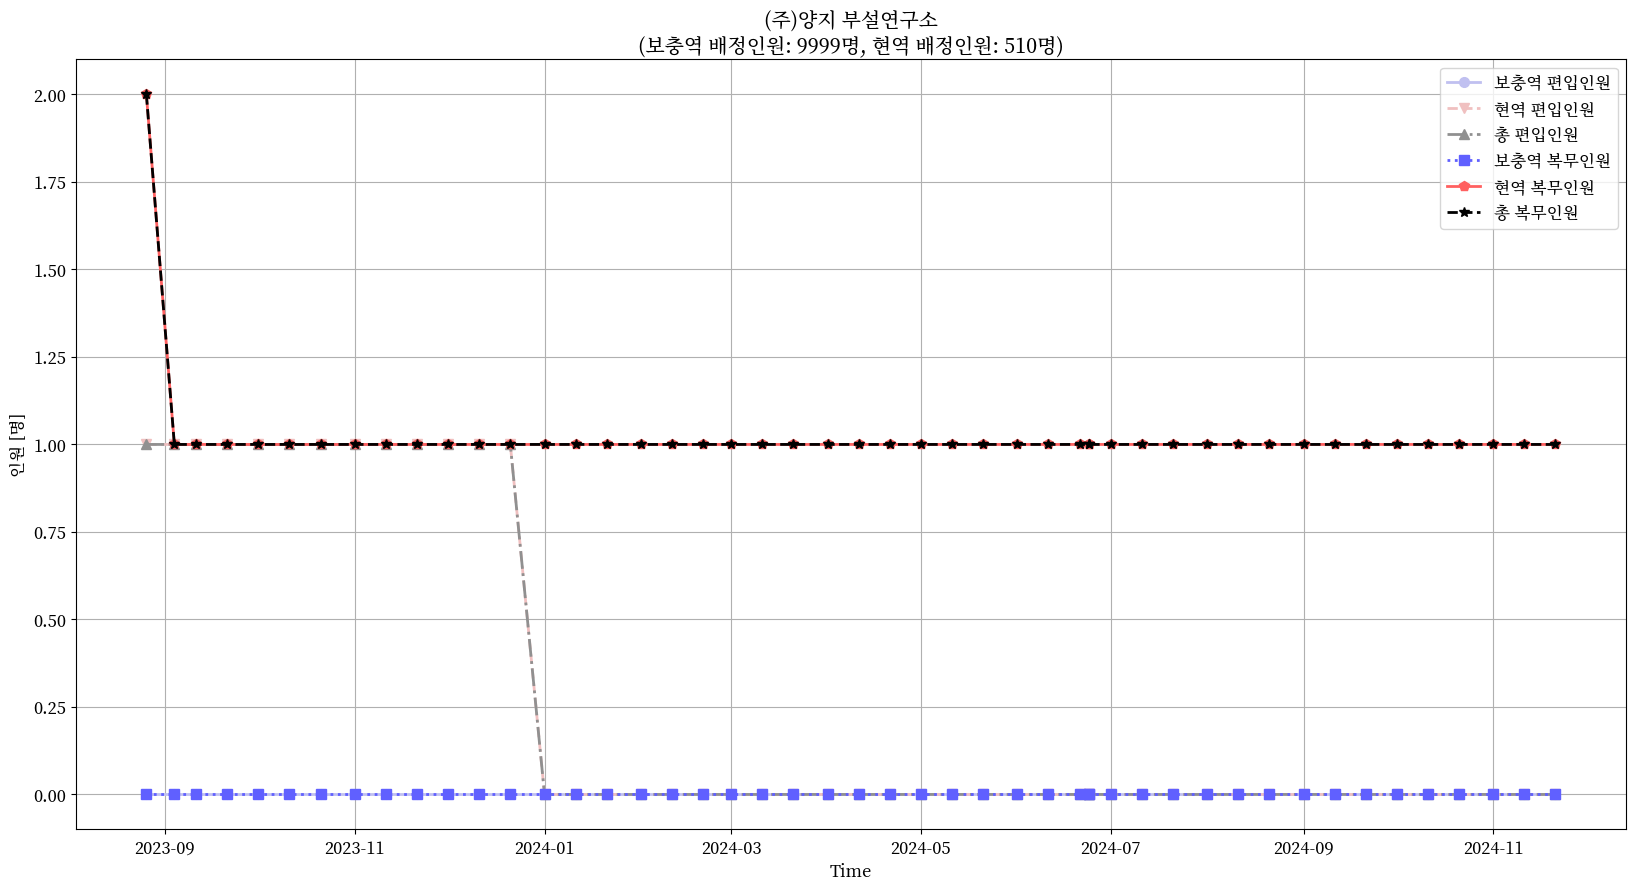 (주)양지 부설연구소
(보충역 배정인원: 9999명, 현역 배정인원: 510명)
보충역 편입인원
현역 편입인원
총 편입인원
보충역 복무인원
현역 복무인원
총 복무인원
2.00
1.75
1.50
1.25
1.00
0.75
0.50
0.25
0.00
인원 [명]
2023-09
2023-11
2024-01
2024-03
2024-05
2024-07
2024-09
2024-11
Time